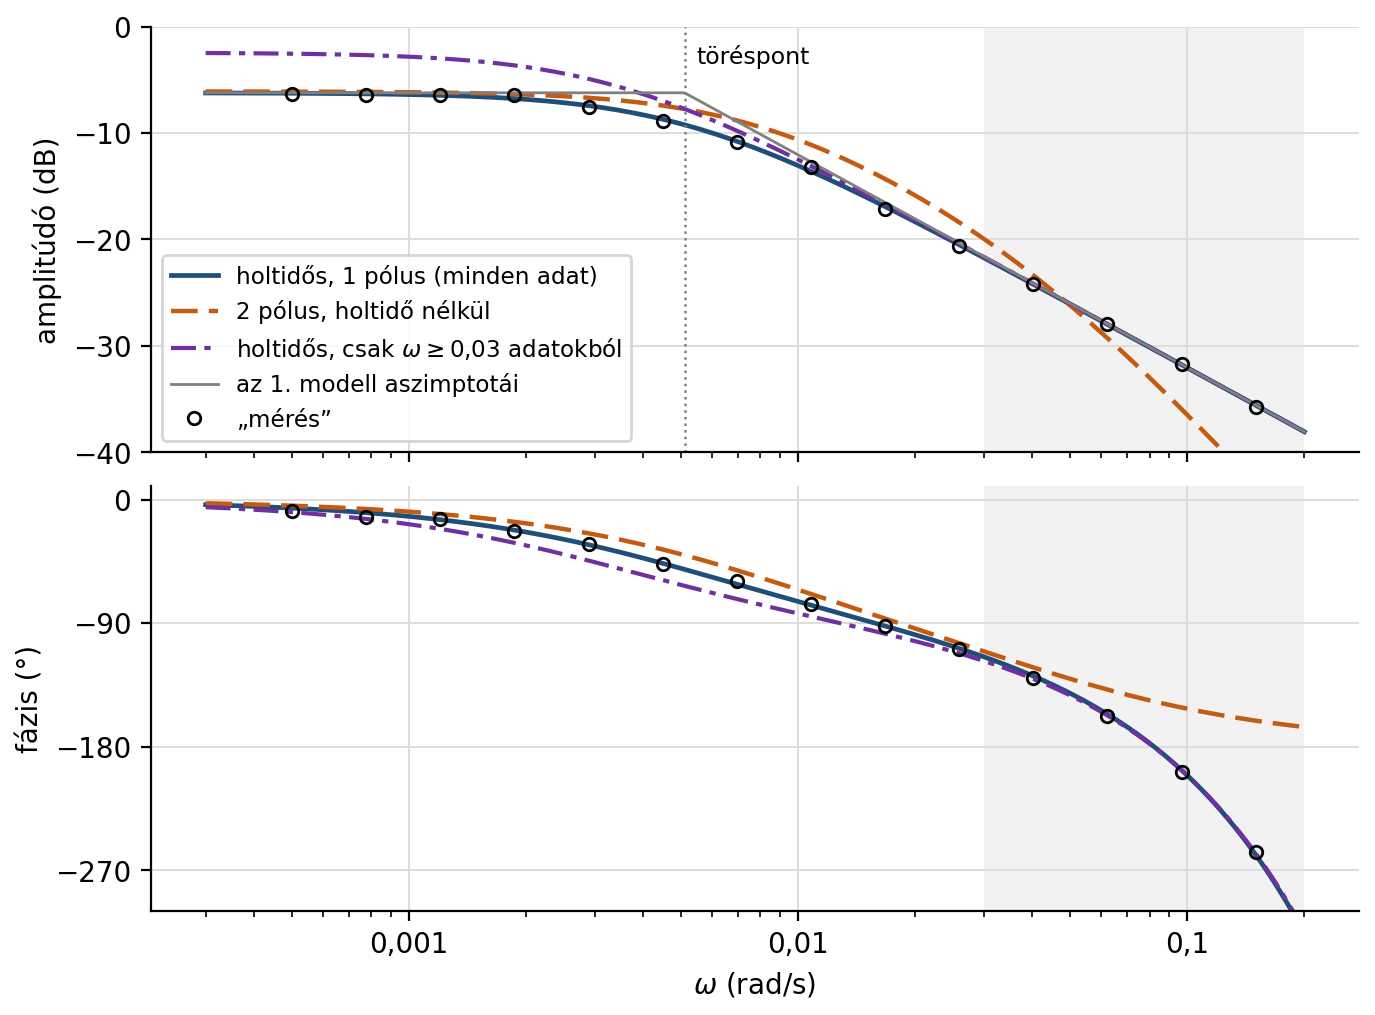 0
−10
−20
−30
−40
amplitúdó (dB)
töréspont
holtidős, 1 pólus (minden adat)
2 pólus, holtidő nélkül
holtidős, csak ω ≥ 0,03 adatokból
az 1. modell aszimptotái
„mérés”
0
−90
−180
−270
fázis (°)
0,001
0,01
0,1
ω (rad/s)